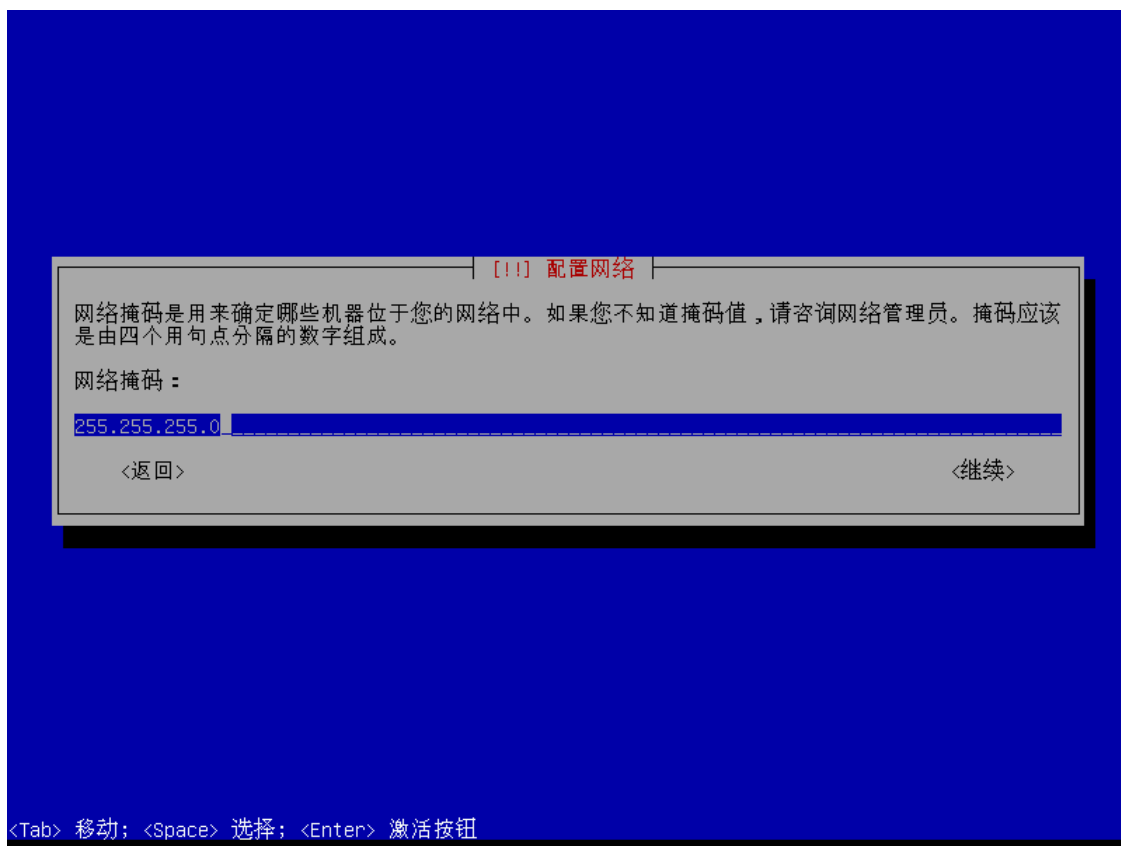 [!!] 配置网络
网络掩码是用来确定哪些机器位于您的网络中。如果您不知道掩码值,请咨询网络管理员。掩码应该
是由四个用句点分隔的数字组成。
网络掩码:
255.255.255.0
<返回> <继续>
<Tab> 移动; <Space> 选择; <Enter> 激活按钮